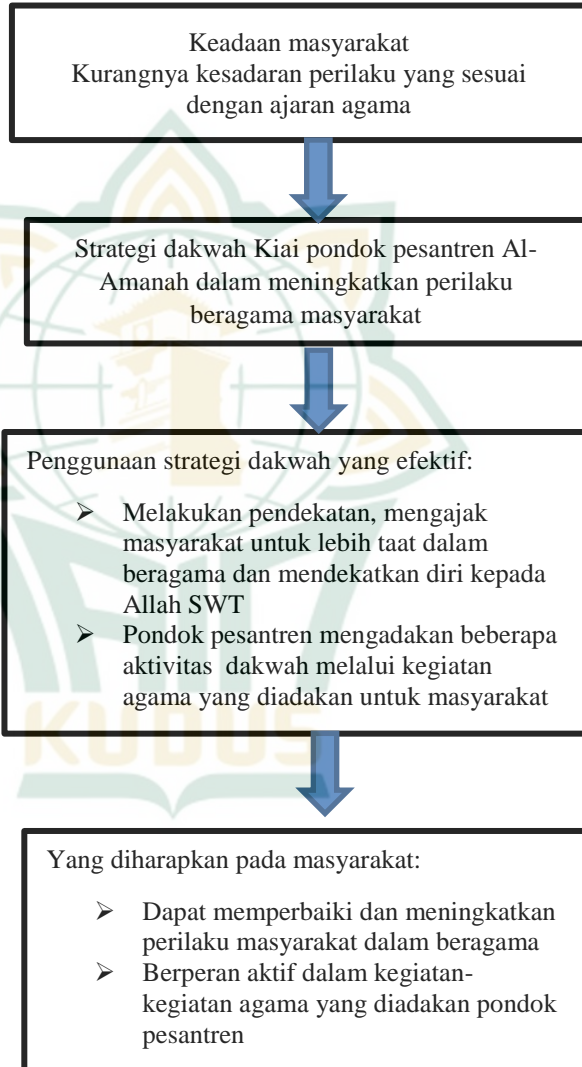 Keadaan masyarakat
Kurangnya kesadaran perilaku yang sesuai
dengan ajaran agama
Strategi dakwah Kiai pondok pesantren Al-
Amanah dalam meningkatkan perilaku
beragama masyarakat
Penggunaan strategi dakwah yang efektif:
➢ Melakukan pendekatan, mengajak
masyarakat untuk lebih taat dalam
beragama dan mendekatkan diri kepada
Allah SWT
➢ Pondok pesantren mengadakan beberapa
aktivitas dakwah melalui kegiatan
agama yang diadakan untuk masyarakat
KUDUS
Yang diharapkan pada masyarakat:
➢ Dapat memperbaiki dan meningkatkan
perilaku masyarakat dalam beragama
➢ Berperan aktif dalam kegiatan-
kegiatan agama yang diadakan pondok
pesantren